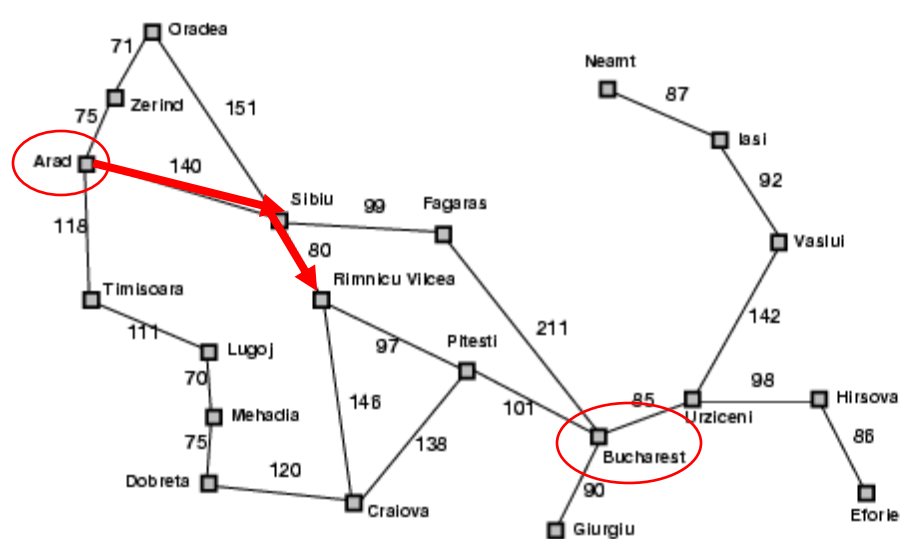 Oradea
71
Neamt
87
Zerind
151
75
Iasi
Arad
140
92
Sibiu
99
Fagaras
118
80
Vaslui
Rimnicu Vilcea
Timisoara
142
111
211
Lugoj
97
Pitesti
70
98
Hirsova
146
101
85
Mehadia
Urziceni
75
138
86
Bucharest
120
Dobreta
90
Craiova
Eforie
Giurgiu